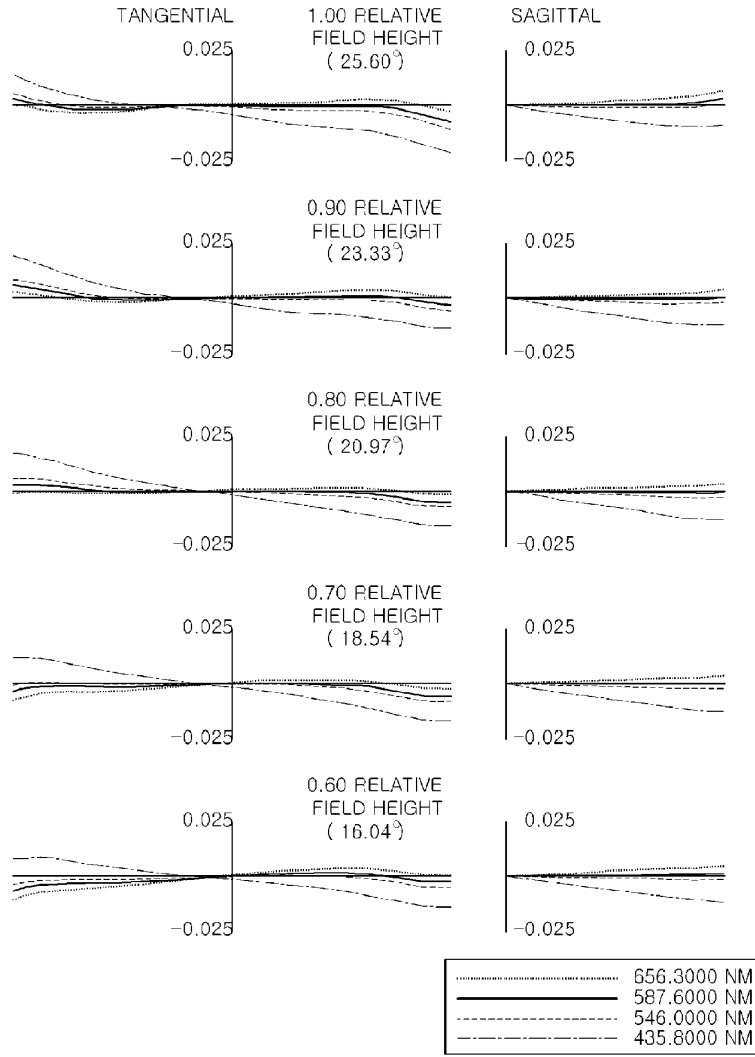 TANGENTIAL
1.00 RELATIVE
FIELD HEIGHT
( 25.60°)
SAGITTAL
0.025
0.025
-0.025
-0.025
0.90 RELATIVE
FIELD HEIGHT
( 23.33°)
0.025
0.025
-0.025
-0.025
0.80 RELATIVE
FIELD HEIGHT
( 20.97°)
0.025
0.025
-0.025
-0.025
0.70 RELATIVE
FIELD HEIGHT
( 18.54°)
0.025
0.025
-0.025
-0.025
0.60 RELATIVE
FIELD HEIGHT
( 16.04°)
0.025
0.025
-0.025
-0.025
656.3000 NM
587.6000 NM
546.0000 NM
435.8000 NM